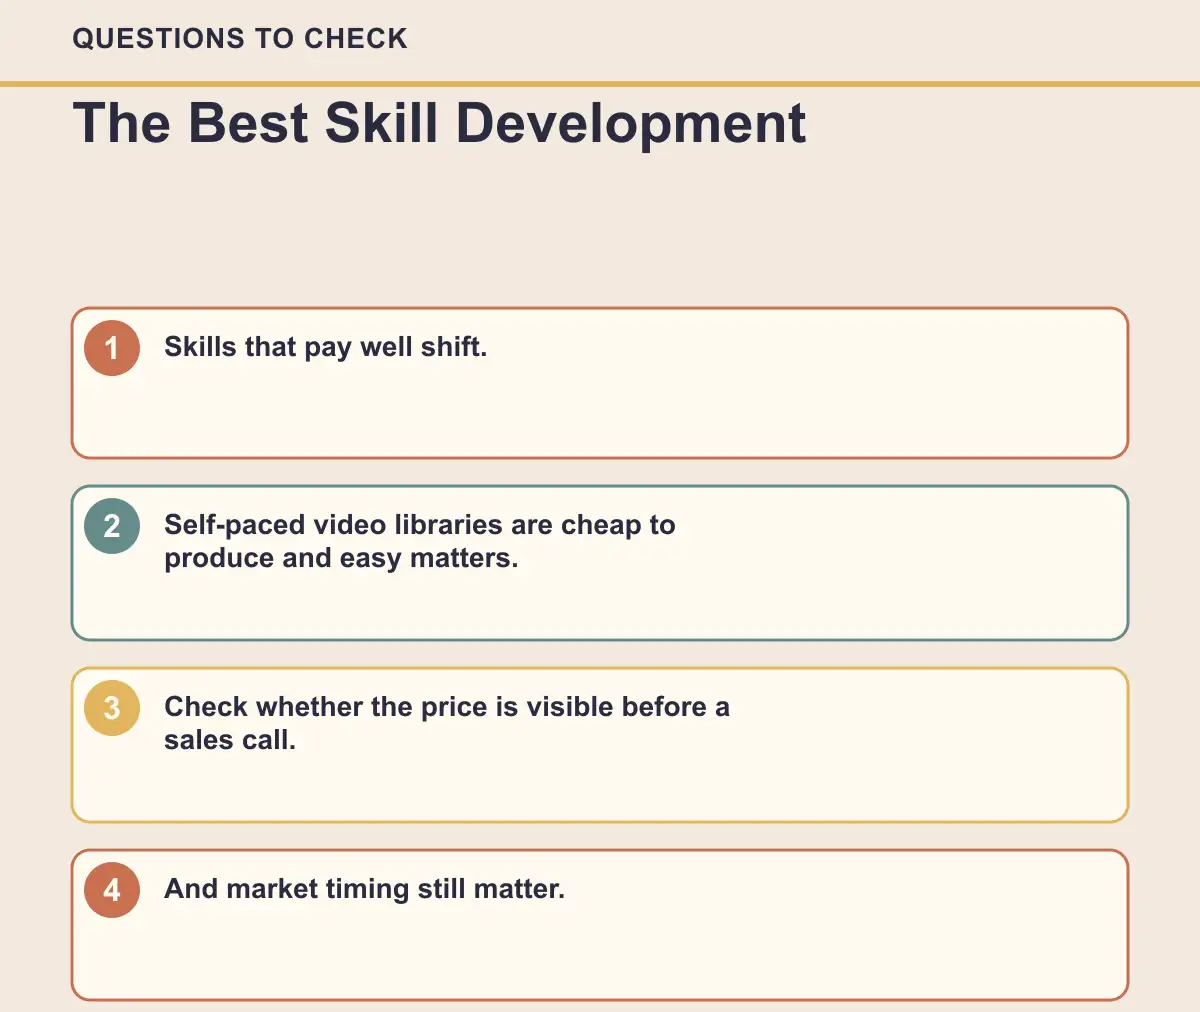 QUESTIONS TO CHECK
The Best Skill Development
1
Skills that pay well shift.
2
Self-paced video libraries are cheap to
produce and easy matters.
3
Check whether the price is visible before a
sales call.
4
And market timing still matter.